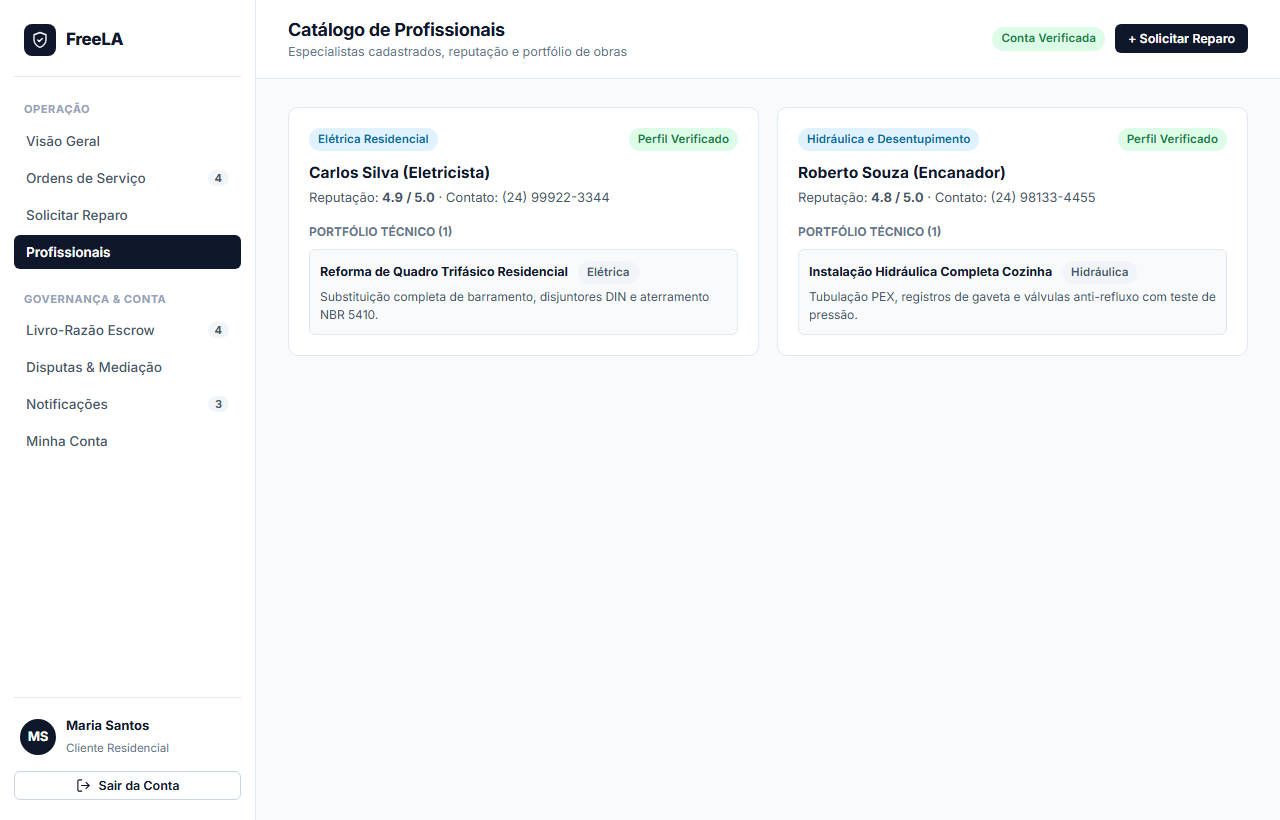 FreeLA
OPERAÇÃO
Visão Geral
Ordens de Serviço 4
Solicitar Reparo
Profissionais
GOVERNANÇA & CONTA
Livro-Razão Escrow 4
Disputas & Mediação
Notificações 3
Minha Conta
MS
Maria Santos
Cliente Residencial
Sair da Conta
Catálogo de Profissionais
Especialistas cadastrados, reputação e portfólio de obras
Conta Verificada
+ Solicitar Reparo
Elétrica Residencial
Perfil Verificado
Carlos Silva (Eletricista)
Reputação: 4.9 / 5.0 · Contato: (24) 99922-3344
PORTFÓLIO TÉCNICO (1)
Reforma de Quadro Trifásico Residencial Elétrica
Substituição completa de barramento, disjuntores DIN e aterramento
NBR 5410.
Hidráulica e Desentupimento
Perfil Verificado
Roberto Souza (Encanador)
Reputação: 4.8 / 5.0 · Contato: (24) 98133-4455
PORTFÓLIO TÉCNICO (1)
Instalação Hidráulica Completa Cozinha Hidráulica
Tubulação PEX, registros de gaveta e válvulas anti-refluxo com teste de
pressão.